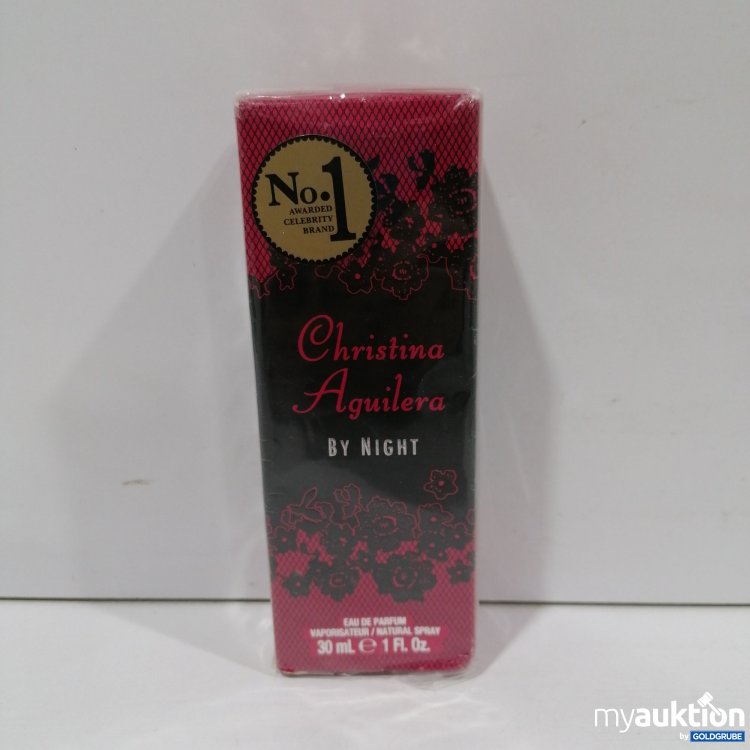 No.1
AWARDED
CELEBRITY
BRAND
Christina
Aguilera
BY NIGHT
EAU DE PARFUM
VAPORISATEUR / NATURAL SPRAY
30 mL ℮ 1 Fl. Oz.
myauktion
by GOLDGRUBE